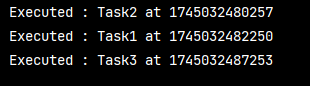 Executed : Task2 at 1745032480257
Executed : Task1 at 1745032482250
Executed : Task3 at 1745032487253